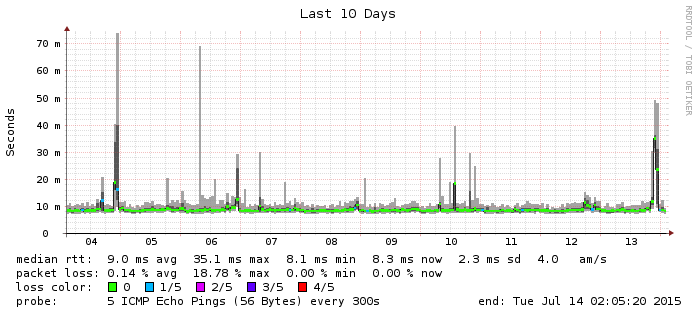 Last 10 Days
RRDTOOL / TOBI OETIKER
Seconds
70 m
60 m
50 m
40 m
30 m
20 m
10 m
0
04 05 06 07 08 09 10 11 12 13
median rtt: 9.0 ms avg 35.1 ms max 8.1 ms min 8.3 ms now 2.3 ms sd 4.0 am/s
packet loss: 0.14 % avg 18.78 % max 0.00 % min 0.00 % now
loss color: 0 1/5 2/5 3/5 4/5
probe: 5 ICMP Echo Pings (56 Bytes) every 300s end: Tue Jul 14 02:05:20 2015